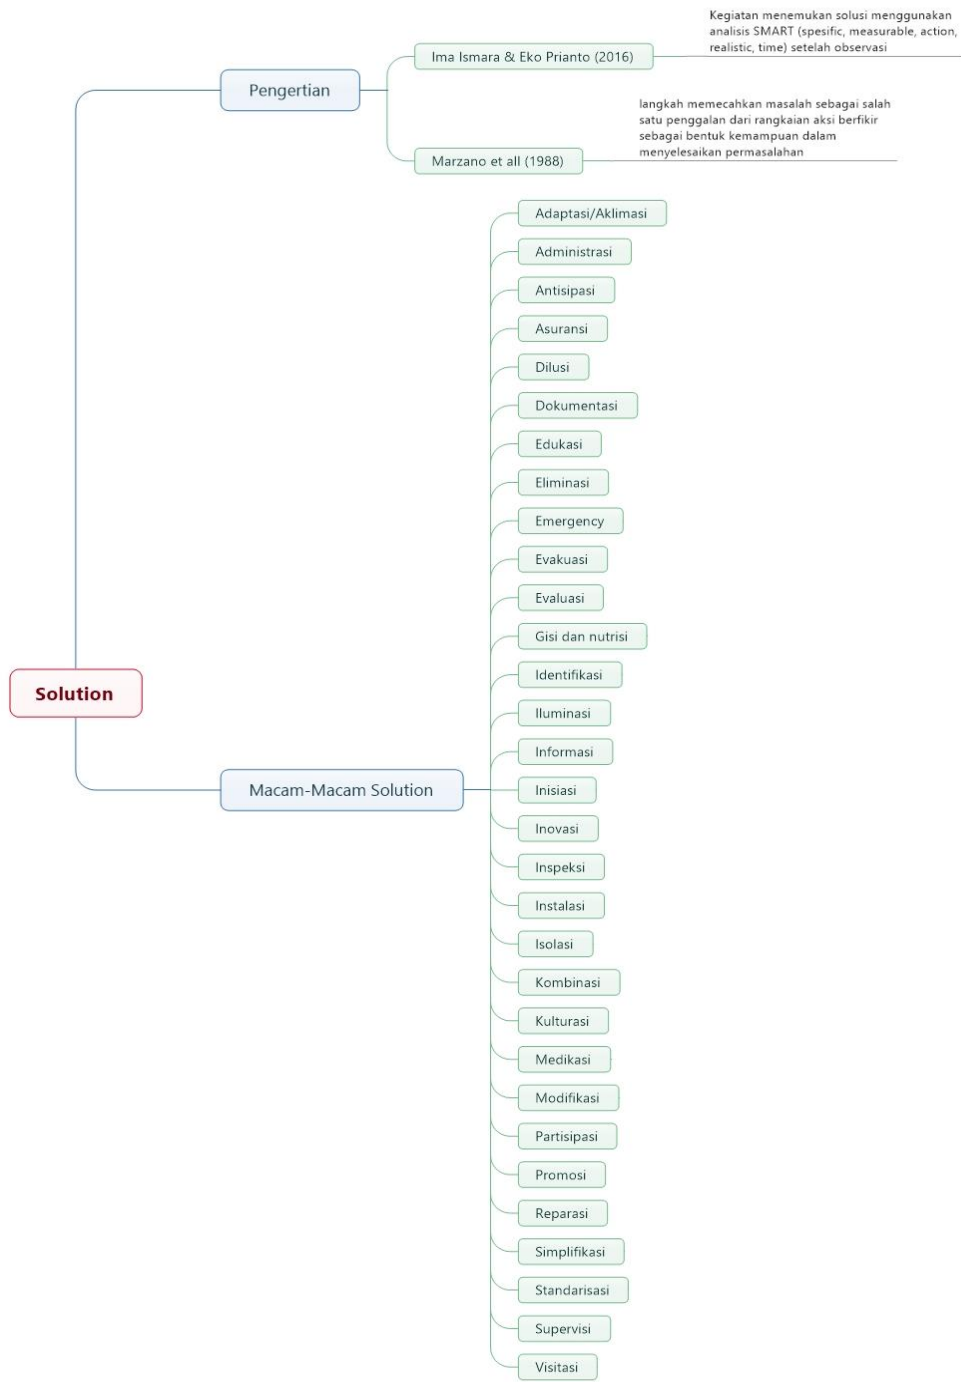 Kegiatan menemukan solusi menggunakan
analisis SMART (spesific, measurable, action,
realistic, time) setelah observasi
Ima Ismara & Eko Prianto (2016)
Pengertian
langkah memecahkan masalah sebagai salah
satu penggalan dari rangkaian aksi berfikir
sebagai bentuk kemampuan dalam
menyelesaikan permasalahan
Marzano et all (1988)
Adaptasi/Aklimasi
Administrasi
Antisipasi
Asuransi
Dilusi
Dokumentasi
Edukasi
Eliminasi
Emergency
Evakuasi
Evaluasi
Gisi dan nutrisi
Identifikasi
Solution
Iluminasi
Informasi
Macam-Macam Solution
Inisiasi
Inovasi
Inspeksi
Instalasi
Isolasi
Kombinasi
Kulturasi
Medikasi
Modifikasi
Partisipasi
Promosi
Reparasi
Simplifikasi
Standarisasi
Supervisi
Visitasi